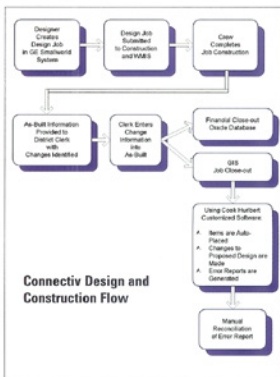 Designer
Creates
Design Job
in GE Smallworld
System
Design Job
Submitted
to Construction
and WMIS
Crew
Completes
Job Construction
As-Built Information
Provided to
District Clerk
with
Changes Identified
Clerk Enters
Change
Information
into
As-Built
Financial Close-out
Oracle Database
GIS
Job Close-out
Using Cook Hurlbert
Customized Software:
Items are Auto-
Placed
Changes to
Proposed Design are
Made
Error Reports are
Generated
Manual
Reconciliation
of Error Report
Connectiv Design and
Construction Flow